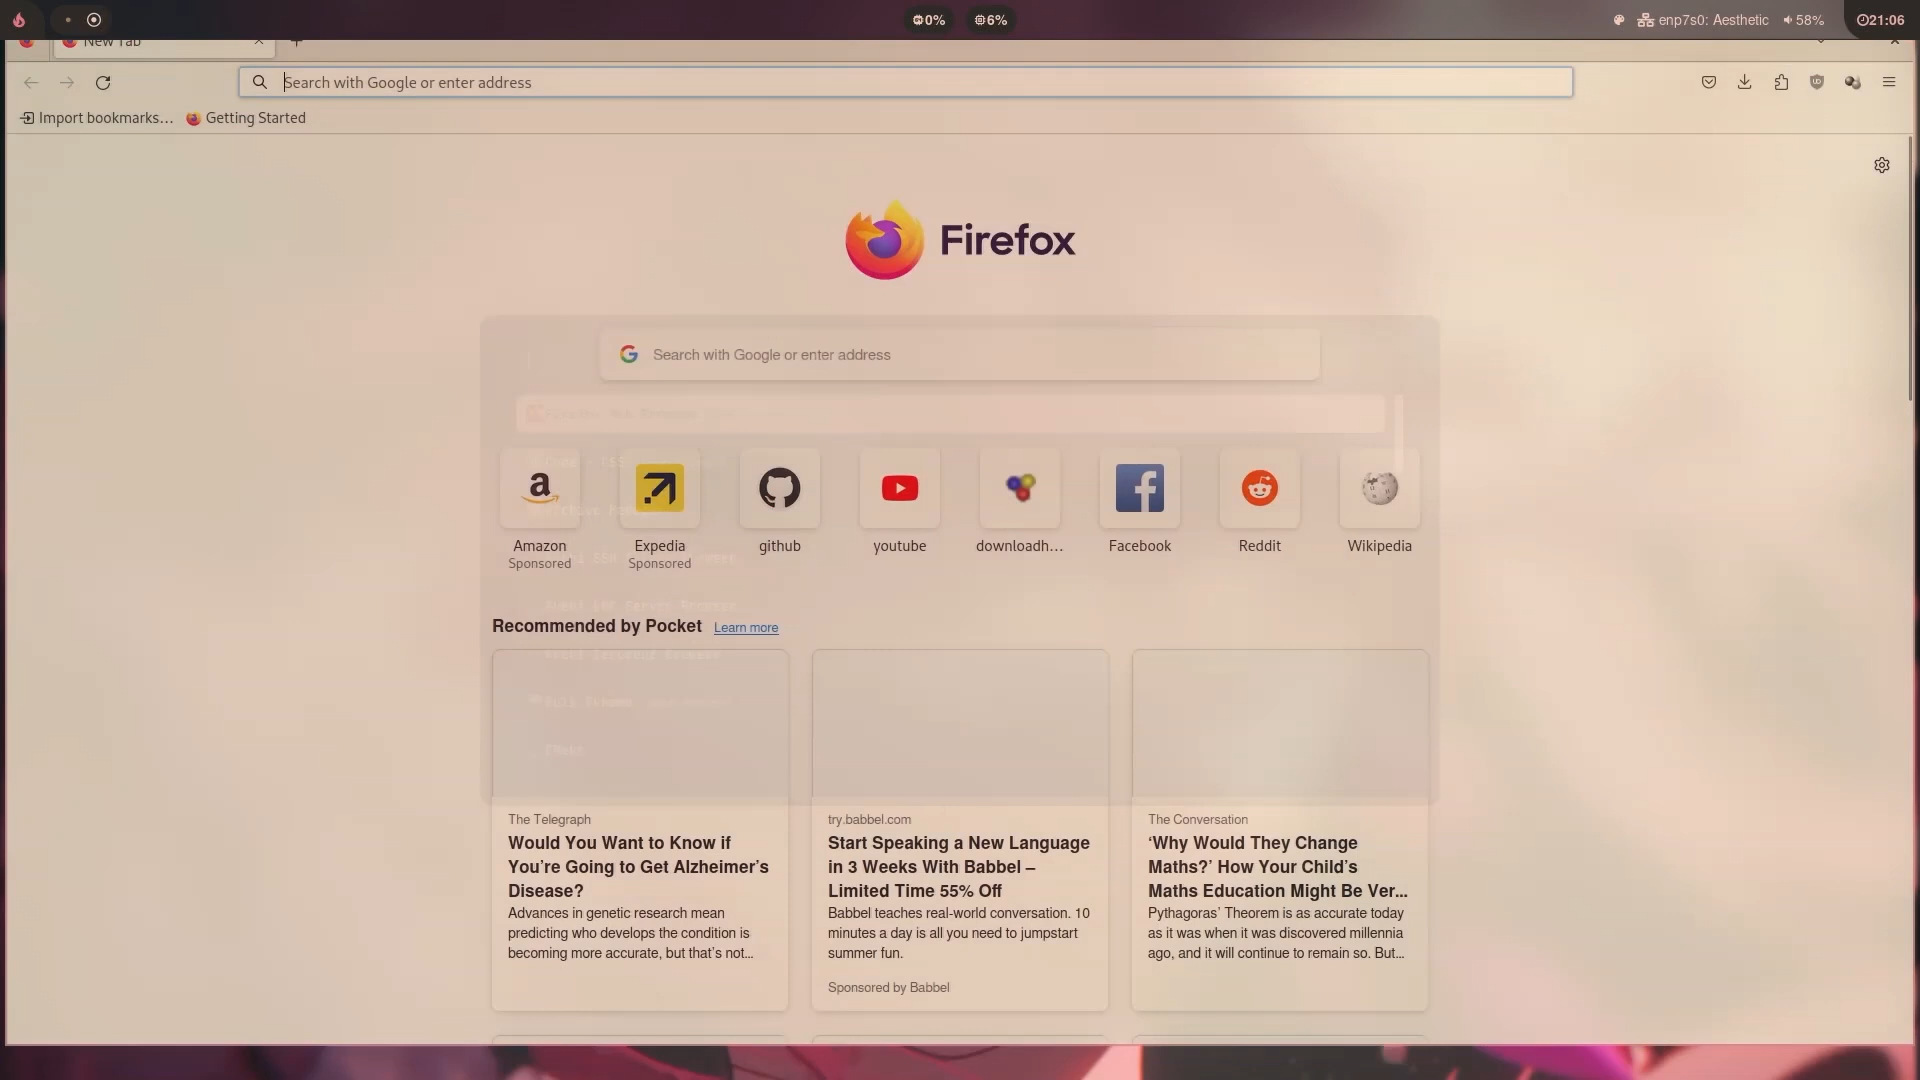 0%
6%
enp7s0: Aesthetic
58%
21:06
New Tab
Search with Google or enter address
Import bookmarks...
Getting Started
Firefox
Search with Google or enter address
Amazon
Sponsored
Expedia
Sponsored
github
youtube
downloadh...
Facebook
Reddit
Wikipedia
Recommended by Pocket
Learn more
The Telegraph
Would You Want to Know if
You’re Going to Get Alzheimer’s
Disease?
Advances in genetic research mean
predicting who develops the condition is
becoming more accurate, but that’s not...
try.babbel.com
Start Speaking a New Language
in 3 Weeks With Babbel –
Limited Time 55% Off
Babbel teaches real-world conversation. 10
minutes a day is all you need to jumpstart
summer fun.
Sponsored by Babbel
The Conversation
‘Why Would They Change
Maths?’ How Your Child’s
Maths Education Might Be Ver...
Pythagoras’ Theorem is as accurate today
as it was when it was discovered millennia
ago, and it will continue to remain so. But...